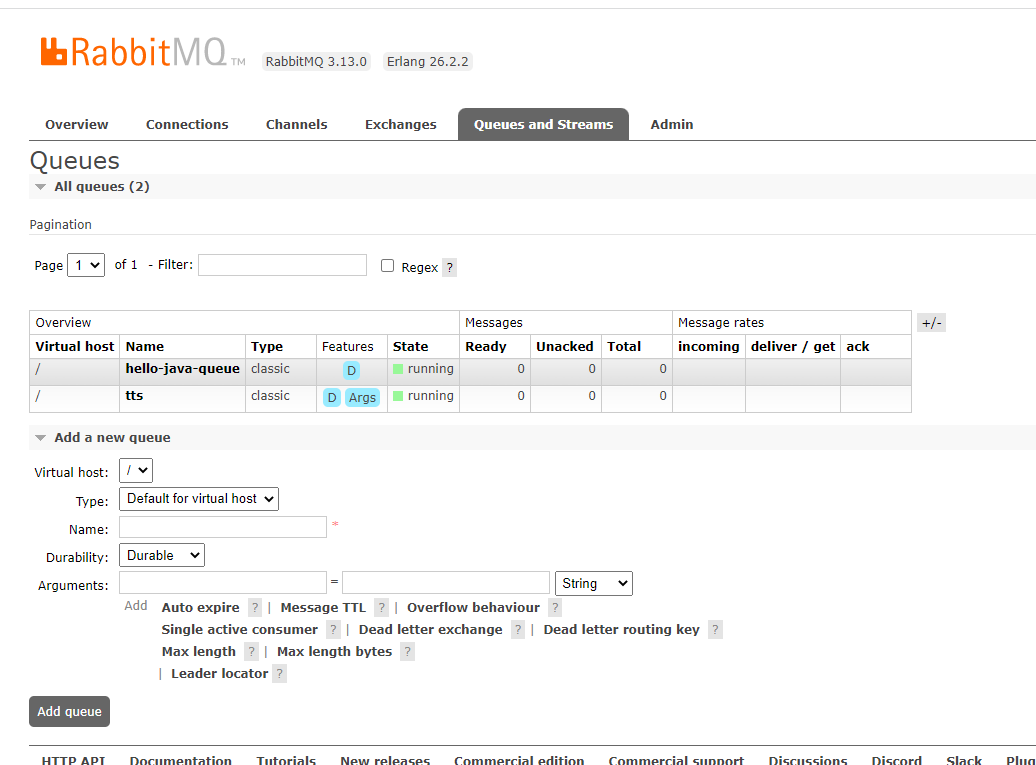 RabbitMQ TM RabbitMQ 3.13.0 Erlang 26.2.2
Overview Connections Channels Exchanges Queues and Streams Admin
Queues
All queues (2)
Pagination
Page 1 of 1 - Filter: Regex ?
Overview Messages Message rates +/-
Virtual host Name Type Features State Ready Unacked Total incoming deliver / get ack
/ hello-java-queue classic D running 0 0 0
/ tts classic D Args running 0 0 0
Add a new queue
Virtual host: /
Type: Default for virtual host
Name: *
Durability: Durable
Arguments: = String
Add Auto expire ? | Message TTL ? | Overflow behaviour ?
Single active consumer ? | Dead letter exchange ? | Dead letter routing key ?
Max length ? | Max length bytes ?
| Leader locator ?
Add queue
HTTP API Documentation Tutorials New releases Commercial edition Commercial support Discussions Discord Slack Plug